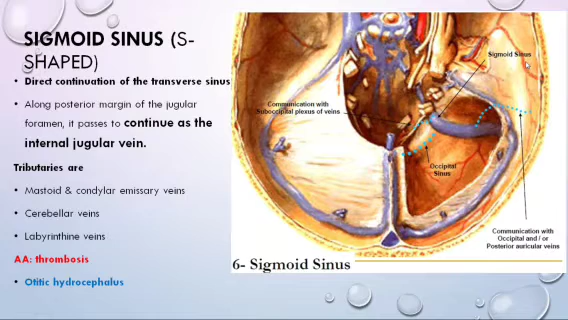 SIGMOID SINUS (S-
SHAPED)
• Direct continuation of the transverse sinus
• Along posterior margin of the jugular
foramen, it passes to continue as the
internal jugular vein.
Tributaries are
• Mastoid & condylar emissary veins
• Cerebellar veins
• Labyrinthine veins
AA: thrombosis
• Otitic hydrocephalus
Sigmoid Sinus
Communication with
Suboccipital plexus of veins
Occipital
Sinus
Communication with
Occipital and / or
Posterior auricular veins
6- Sigmoid Sinus